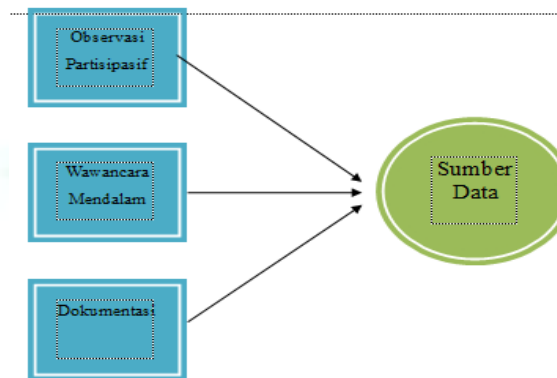 Observasi
Partisipasif
Wawancara
Mendalam
Dokumentasi
Sumber
Data